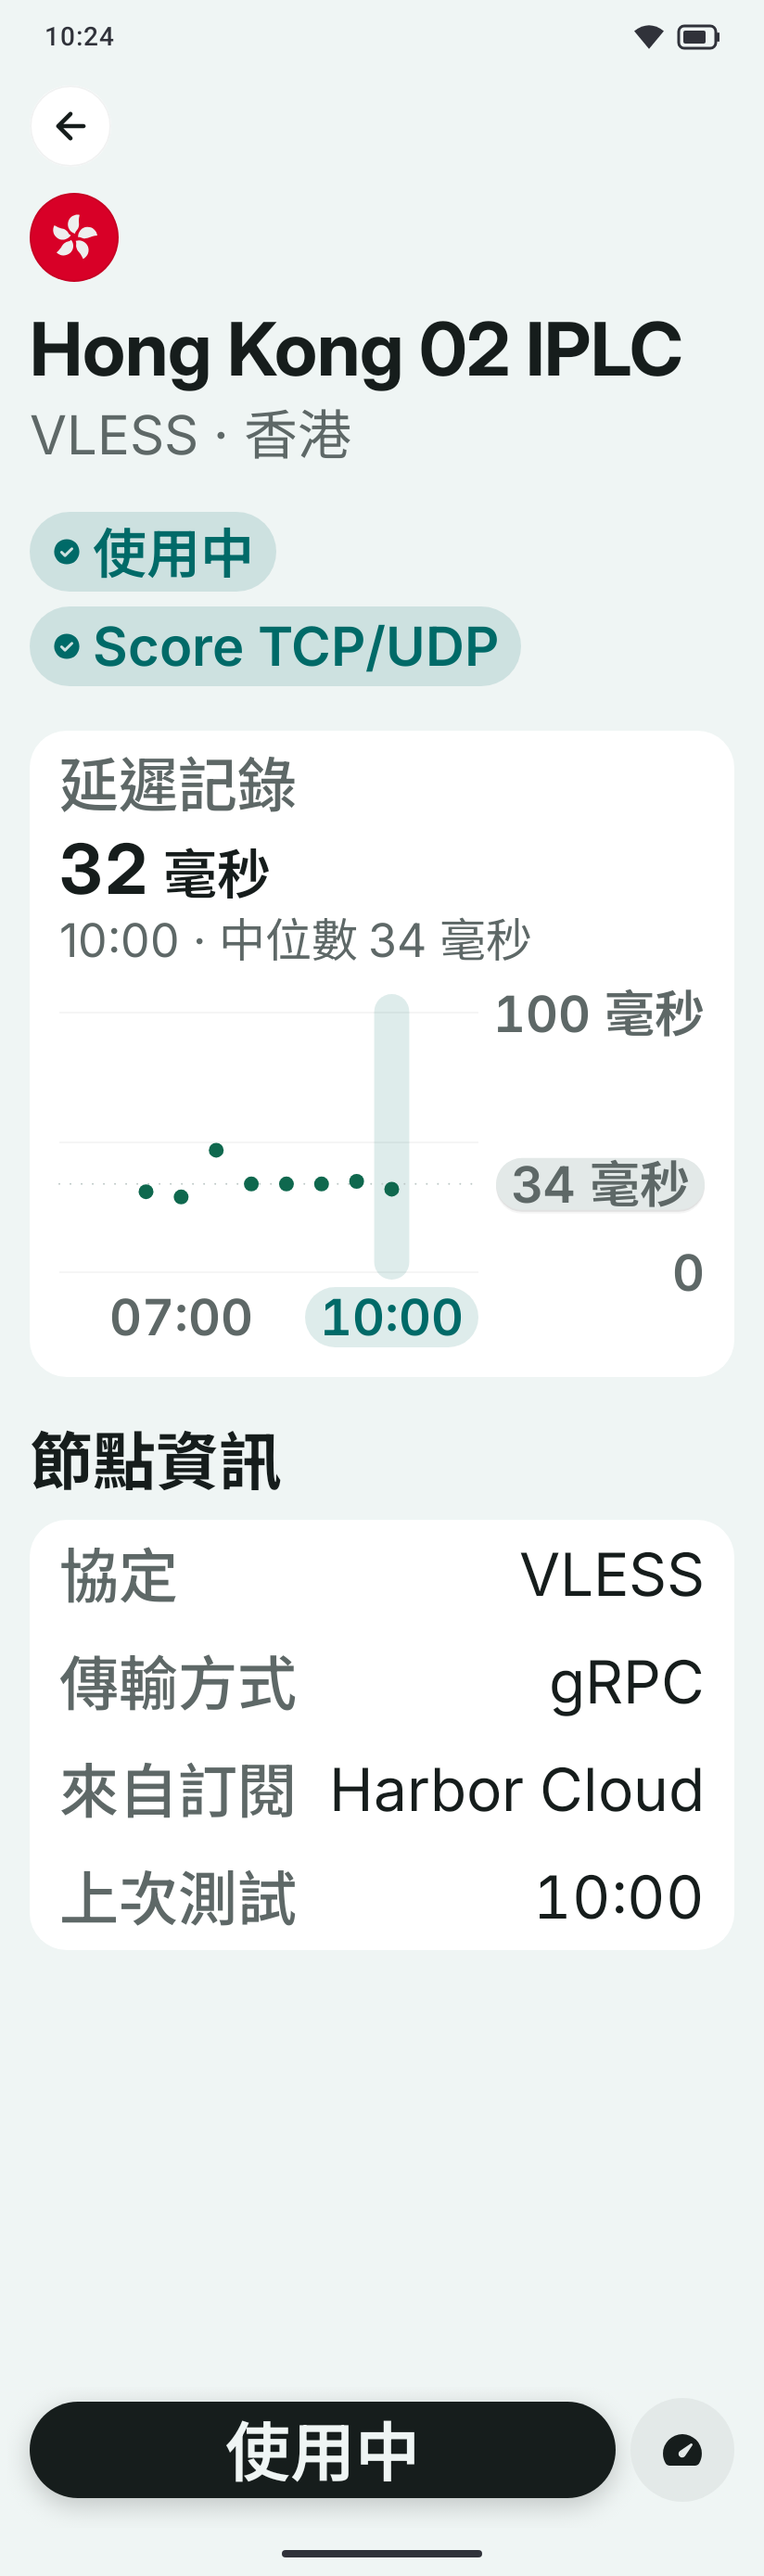 10:24
Hong Kong 02 IPLC
VLESS · 香港
使用中
Score TCP/UDP
延遲記錄
32 毫秒
10:00 · 中位數 34 毫秒
100 毫秒
34 毫秒
0
07:00
10:00
節點資訊
協定 VLESS
傳輸方式 gRPC
來自訂閱 Harbor Cloud
上次測試 10:00
使用中